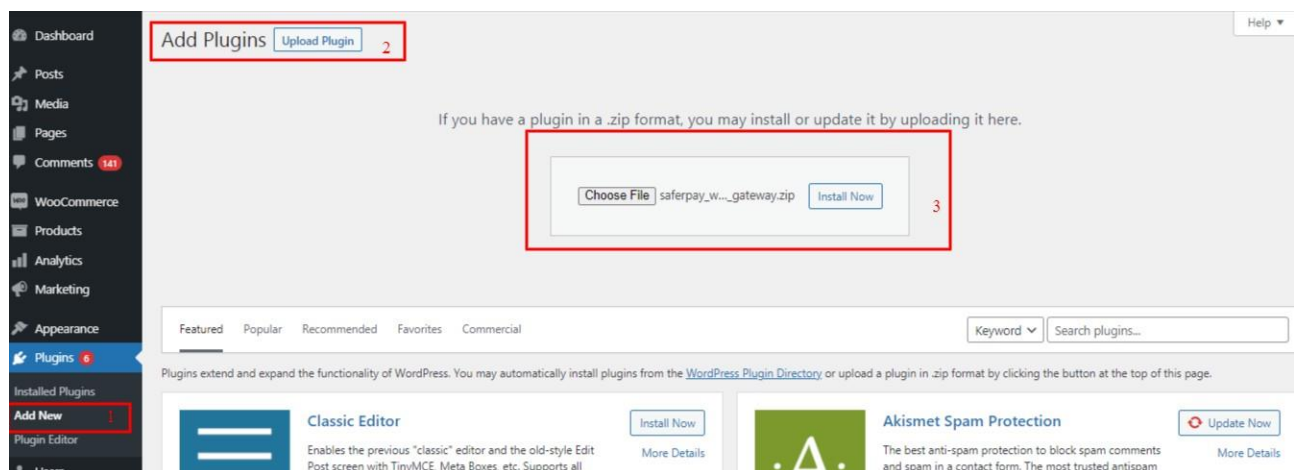 Dashboard
Posts
Media
Pages
Comments 141
WooCommerce
Products
Analytics
Marketing
Appearance
Plugins 6
Installed Plugins
Add New 1
Plugin Editor
Add Plugins Upload Plugin 2
Help
If you have a plugin in a .zip format, you may install or update it by uploading it here.
Choose File saferpay_w..._gateway.zip Install Now
3
Featured Popular Recommended Favorites Commercial
Keyword Search plugins...
Plugins extend and expand the functionality of WordPress. You may automatically install plugins from the WordPress Plugin Directory or upload a plugin in .zip format by clicking the button at the top of this page.
Classic Editor
Install Now
Enables the previous "classic" editor and the old-style Edit
More Details
Post screen with TinyMCE, Meta Boxes, etc. Supports all
.A.
Akismet Spam Protection
Update Now
The best anti-spam protection to block spam comments
More Details
and spam in a contact form. The most trusted antispam